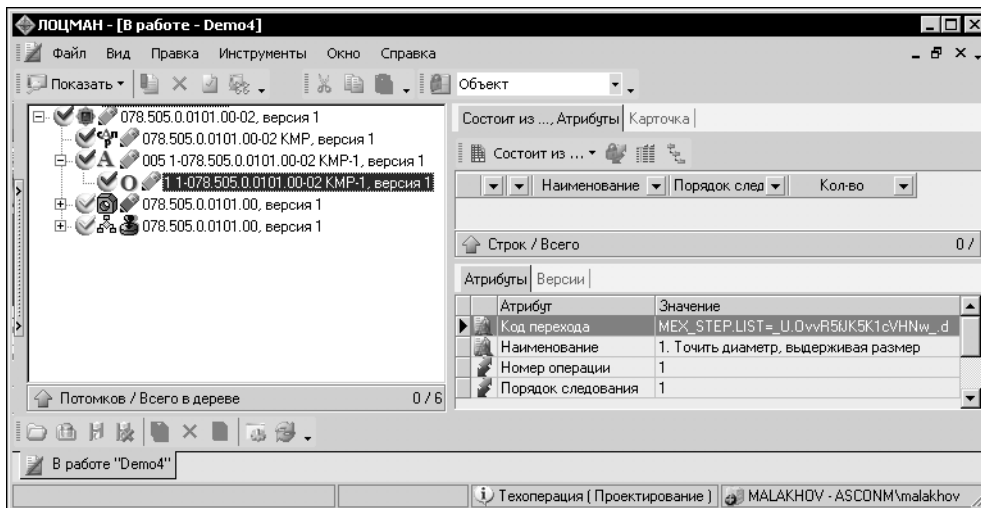 ЛОЦМАН - [В работе - Demo4]
Файл Вид Правка Инструменты Окно Справка
Показать Объект
078.505.0.0101.00-02, версия 1
078.505.0.0101.00-02 КМР, версия 1
005 1-078.505.0.0101.00-02 КМР-1, версия 1
1 1-078.505.0.0101.00-02 КМР-1, версия 1
078.505.0.0101.00, версия 1
078.505.0.0101.00, версия 1
Потомков / Всего в дереве 0 / 6
Состоит из ..., Атрибуты Карточка
Состоит из ...
Наименование Порядок след Кол-во
Строк / Всего 0 /
Атрибуты Версии
Атрибут Значение
Код перехода MEX_STEP.LIST=_U.
Наименование 1. Точить диаметр, выдерживая размер
Номер операции 1
Порядок следования 1
В работе "Demo4"
Техоперация ( Проектирование ) MALAKHOV - ASCONM\malakhov